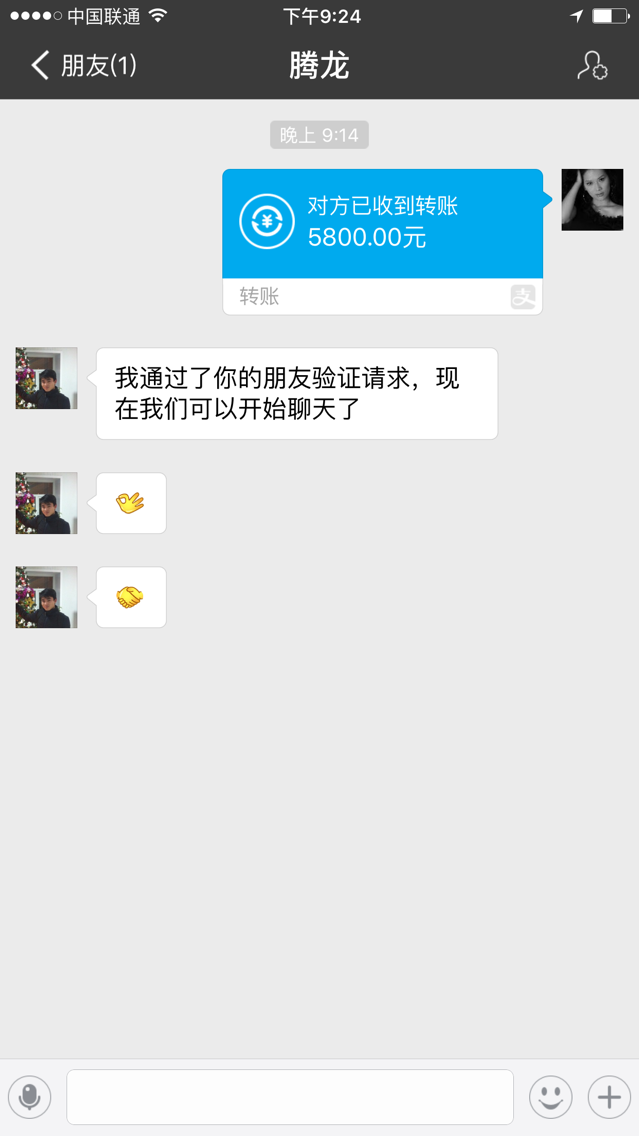 中国联通
下午9:24
朋友(1)
腾龙
晚上 9:14
对方已收到转账
5800.00元
转账
支
我通过了你的朋友验证请求，现
在我们可以开始聊天了